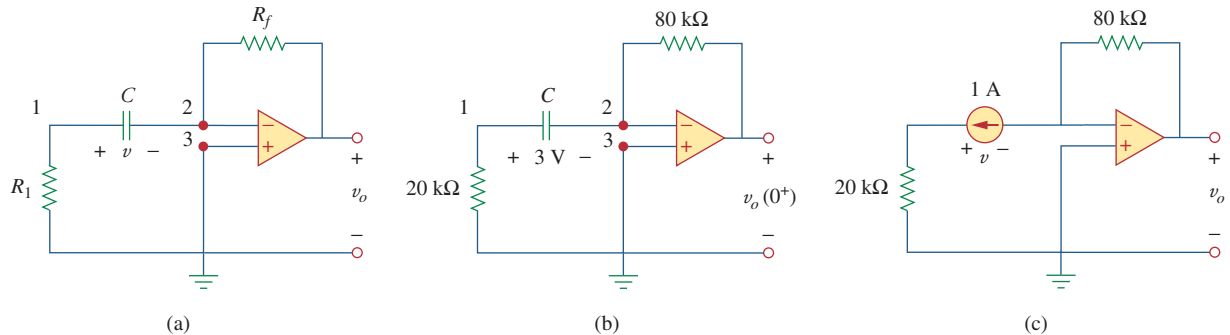 R_f
C
1
2
3
−
+
+ v −
R_1
+
v_o
−
(a)
80 kΩ
C
1
2
3
−
+
+ 3 V −
20 kΩ
+
v_o (0⁺)
−
(b)
80 kΩ
1 A
−
+
+ v −
20 kΩ
+
v_o
−
(c)